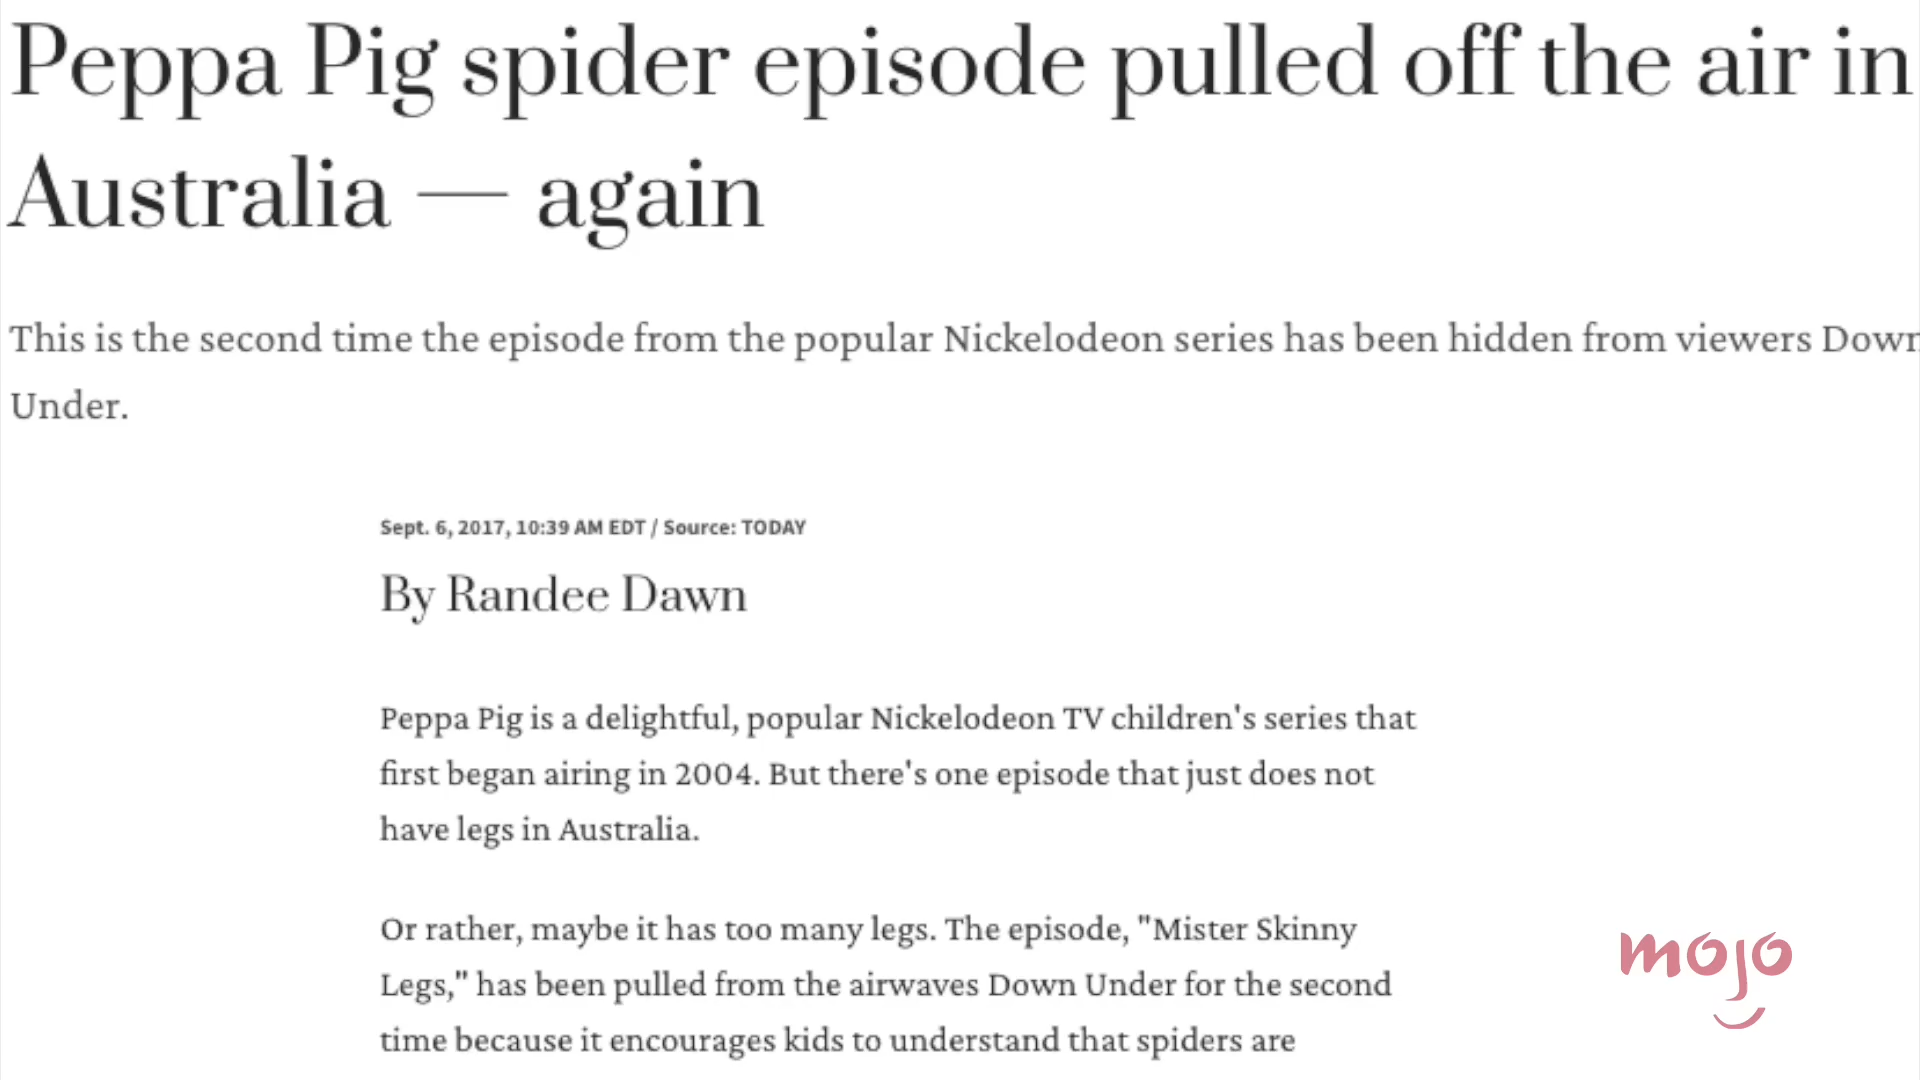 Peppa Pig spider episode pulled off the air in
Australia — again
This is the second time the episode from the popular Nickelodeon series has been hidden from viewers Down
Under.
Sept. 6, 2017, 10:39 AM EDT / Source: TODAY
By Randee Dawn
Peppa Pig is a delightful, popular Nickelodeon TV children's series that
first began airing in 2004. But there's one episode that just does not
have legs in Australia.
Or rather, maybe it has too many legs. The episode, "Mister Skinny
Legs," has been pulled from the airwaves Down Under for the second
time because it encourages kids to understand that spiders are
mojo